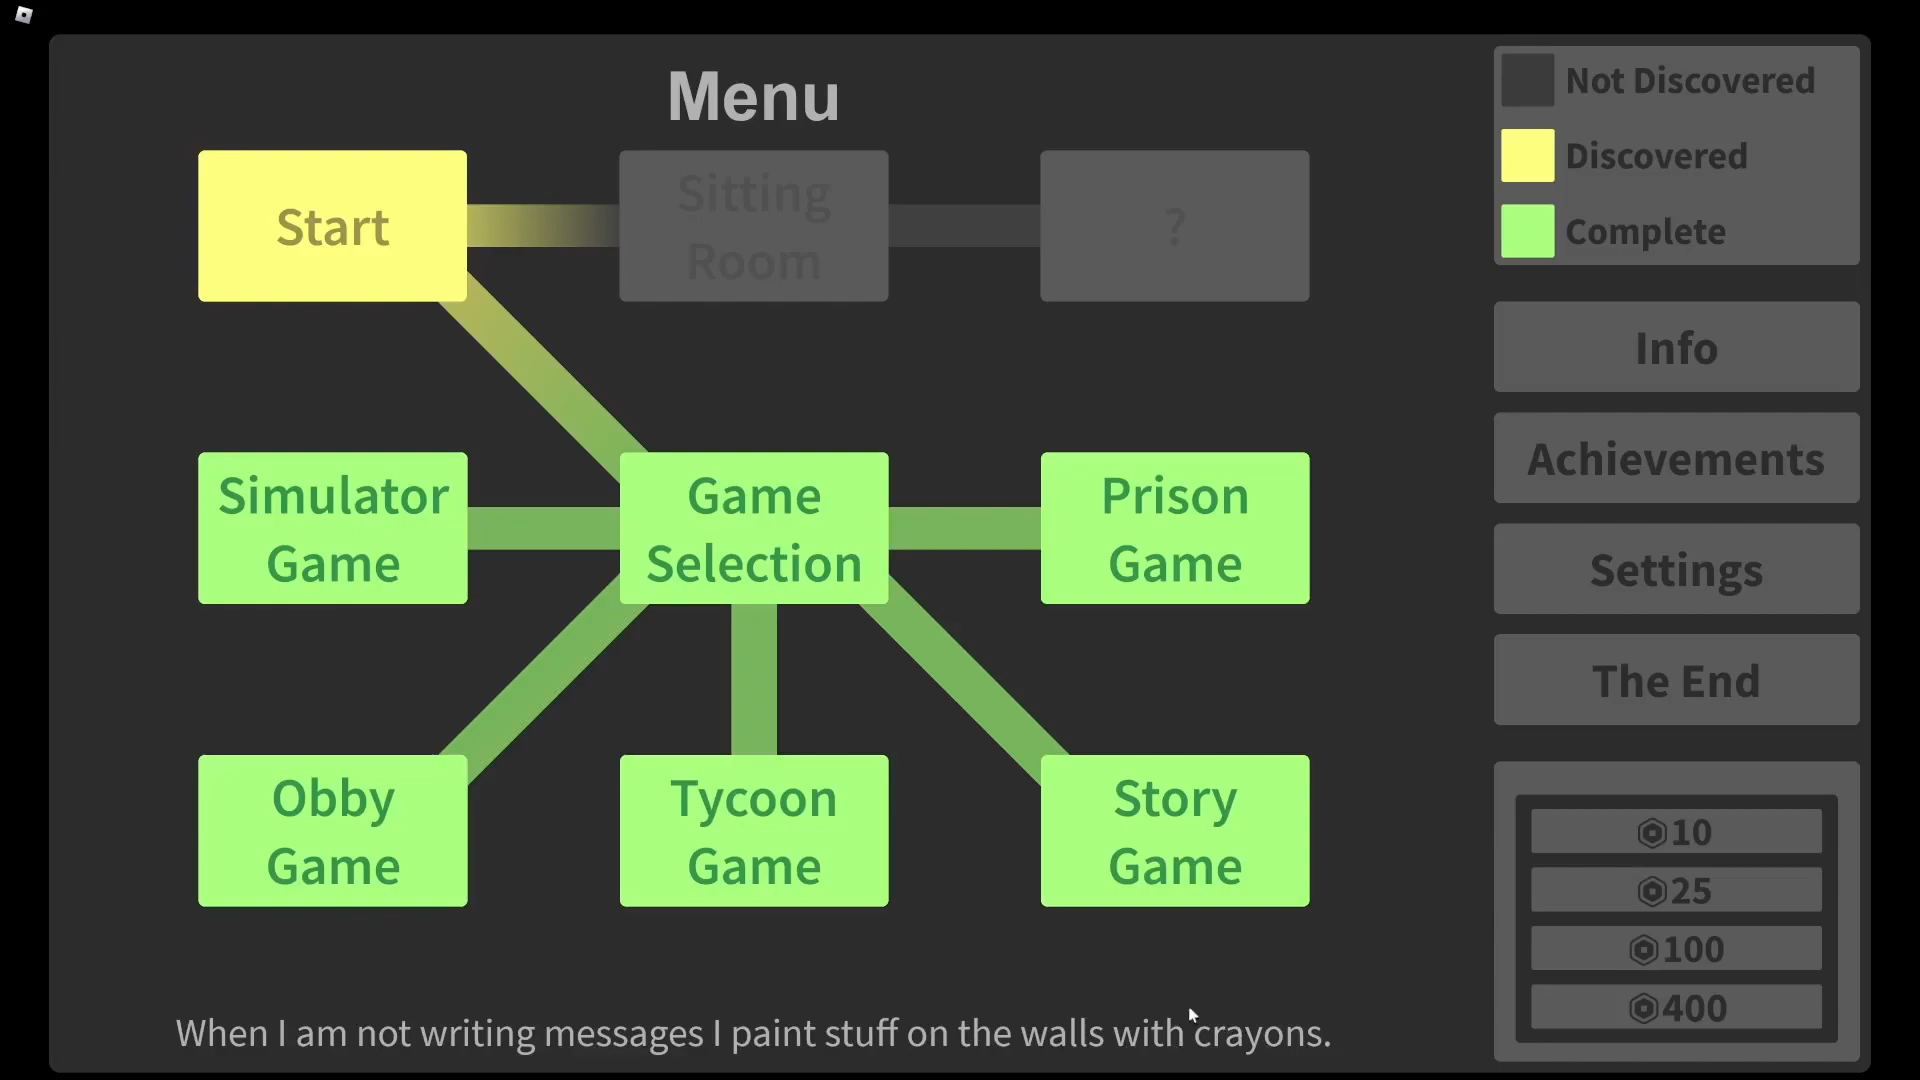 Menu
Start
Sitting
Room
?
Simulator
Game
Game
Selection
Prison
Game
Obby
Game
Tycoon
Game
Story
Game
When I am not writing messages I paint stuff on the walls with crayons.
Not Discovered
Discovered
Complete
Info
Achievements
Settings
The End
10
25
100
400